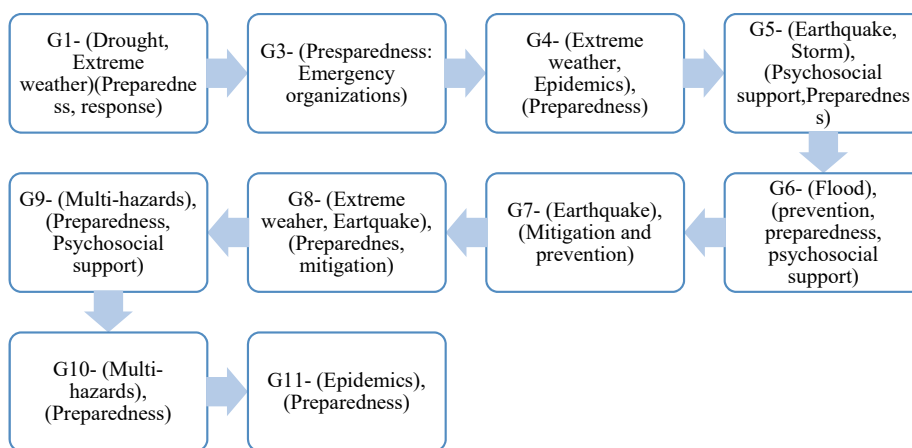 G1- (Drought,
Extreme
weather)(Preparedne
ss, response)
G3- (Presparedness:
Emergency
organizations)
G4- (Extreme
weather,
Epidemics),
(Preparedness)
G5- (Earthquake,
Storm),
(Psychosocial
support,Preparednes
s)
G6- (Flood),
(prevention,
preparedness,
psychosocial
support)
G7- (Earthquake),
(Mitigation and
prevention)
G8- (Extreme
weaher, Eartquake),
(Preparednes,
mitigation)
G9- (Multi-hazards),
(Preparedness,
Psychosocial
support)
G10- (Multi-
hazards),
(Preparedness)
G11- (Epidemics),
(Preparedness)